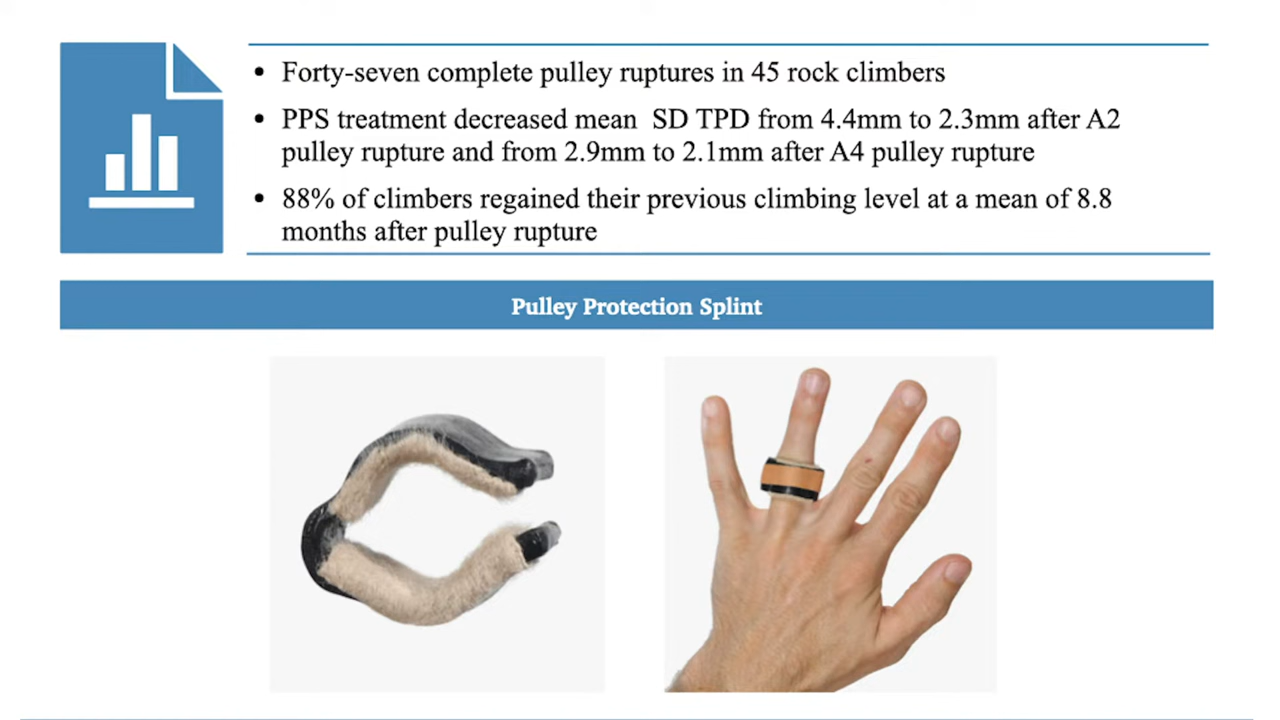 • Forty-seven complete pulley ruptures in 45 rock climbers
• PPS treatment decreased mean SD TPD from 4.4mm to 2.3mm after A2
pulley rupture and from 2.9mm to 2.1mm after A4 pulley rupture
• 88% of climbers regained their previous climbing level at a mean of 8.8
months after pulley rupture
Pulley Protection Splint